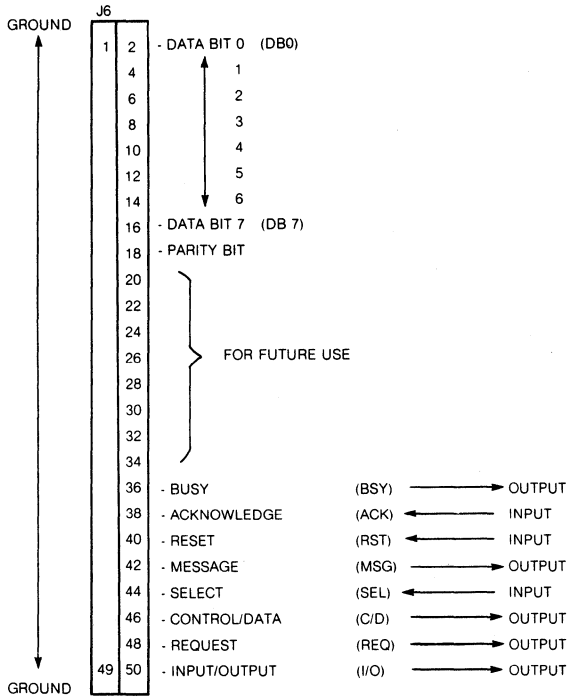 J6
GROUND
1 2 - DATA BIT 0 (DB0)
4 1
6 2
8 3
10 4
12 5
14 6
16 - DATA BIT 7 (DB 7)
18 - PARITY BIT
20
22
24
26 FOR FUTURE USE
28
30
32
34
36 - BUSY (BSY) OUTPUT
38 - ACKNOWLEDGE (ACK) INPUT
40 - RESET (RST) INPUT
42 - MESSAGE (MSG) OUTPUT
44 - SELECT (SEL) INPUT
46 - CONTROL/DATA (C/D) OUTPUT
48 - REQUEST (REQ) OUTPUT
49 50 - INPUT/OUTPUT (I/O) OUTPUT
GROUND